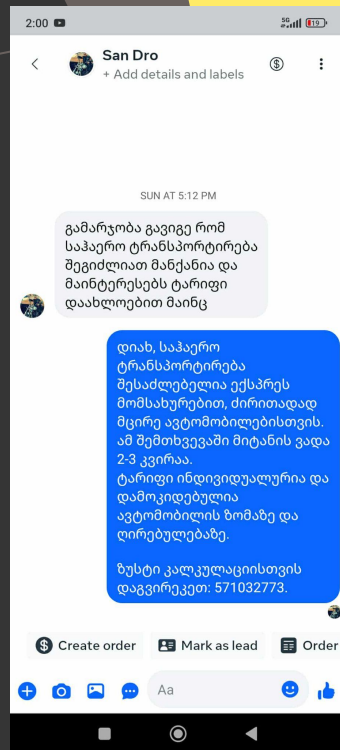 2:00
5G
19
San Dro
+ Add details and labels
SUN AT 5:12 PM
გამარჯობა გავიგე რომ
საჰაერო ტრანსპორტირება
შეგიძლიათ მანქანია და
მაინტერესებს ტარიფი
დაახლოებით მაინც
დიახ, საჰაერო
ტრანსპორტირება
შესაძლებელია ექსპრეს
მომსახურებით, ძირითადად
მცირე ავტომობილებისთვის.
ამ შემთხვევაში მიტანის ვადა
2-3 კვირაა.
ტარიფი ინდივიდუალურია და
დამოკიდებულია
ავტომობილის ზომაზე და
ღირებულებაზე.
ზუსტი კალკულაციისთვის
დაგვირეკეთ: 571032773.
Create order Mark as lead Order
Aa